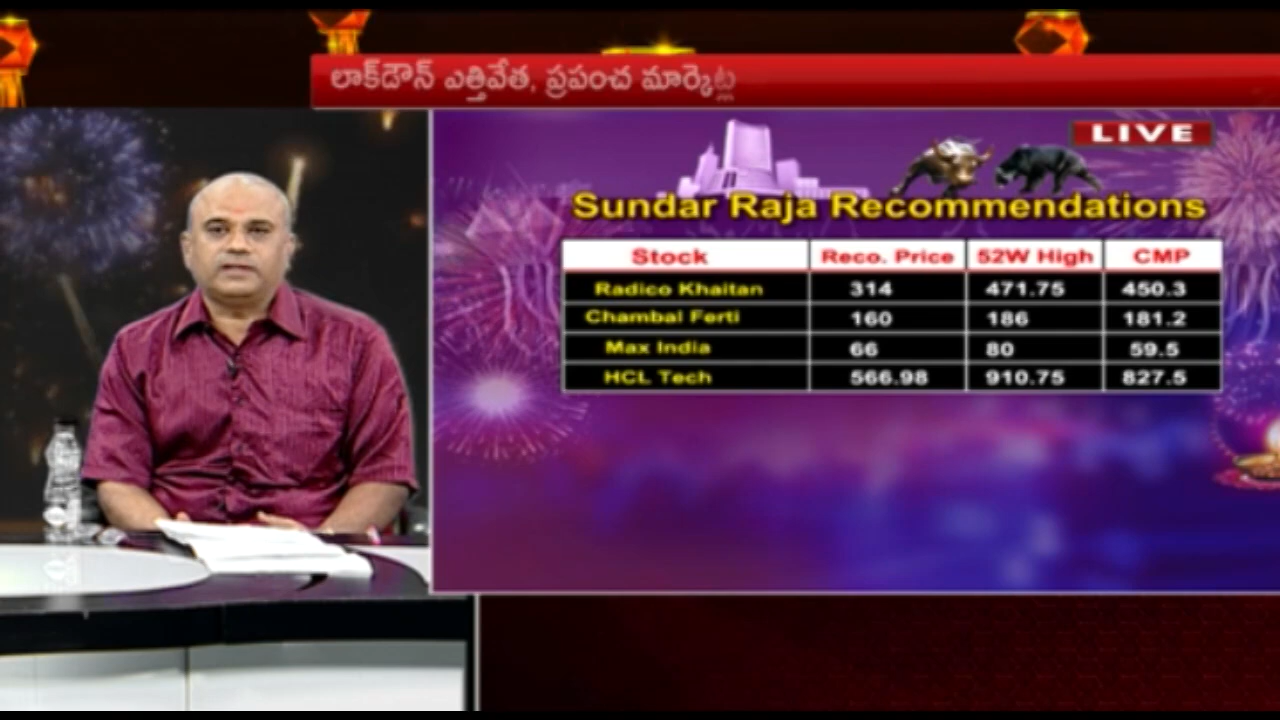 లాక్‌డౌన్ ఎత్తివేత, ప్రపంచ మార్కెట్ల
LIVE
Sundar Raja Recommendations
Stock Reco. Price 52W High CMP
Radico Khaitan 314 471.75 450.3
Chambal Ferti 160 186 181.2
Max India 66 80 59.5
HCL Tech 566.98 910.75 827.5